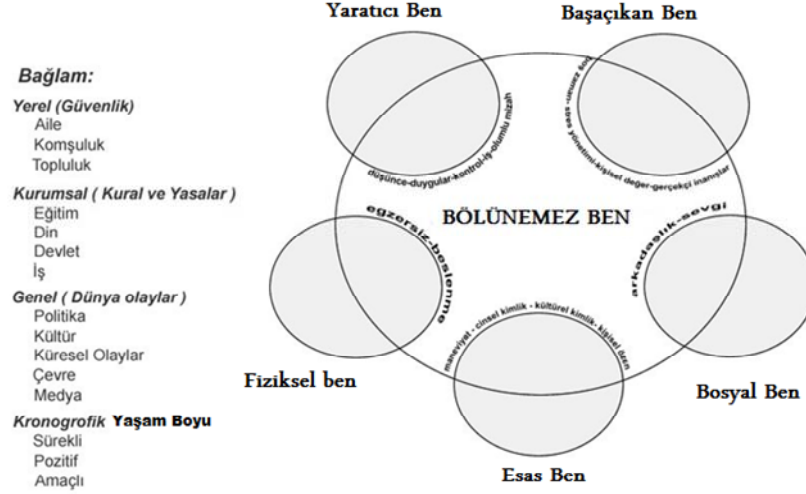 Yaratıcı Ben
Başaçıkan Ben
Bağlam:
Yerel (Güvenlik)
Aile
Komşuluk
Topluluk
Kurumsal ( Kural ve Yasalar )
Eğitim
Din
Devlet
İş
Genel ( Dünya olaylar )
Politika
Kültür
Küresel Olaylar
Çevre
Medya
Kronogrofik Yaşam Boyu
Sürekli
Pozitif
Amaçlı
düşünce-duygular-kontrol-iş-olumlu mizah
boş zaman- stres yönetimi-kişisel değer-gerçekçi inanışlar
BÖLÜNEMEZ BEN
egzersiz-beslenme
arkadaşlık-sevgi
maneviyat - cinsel kimlik - kültürel kimlik- kişisel özen
Fiziksel ben
Bosyal Ben
Esas Ben